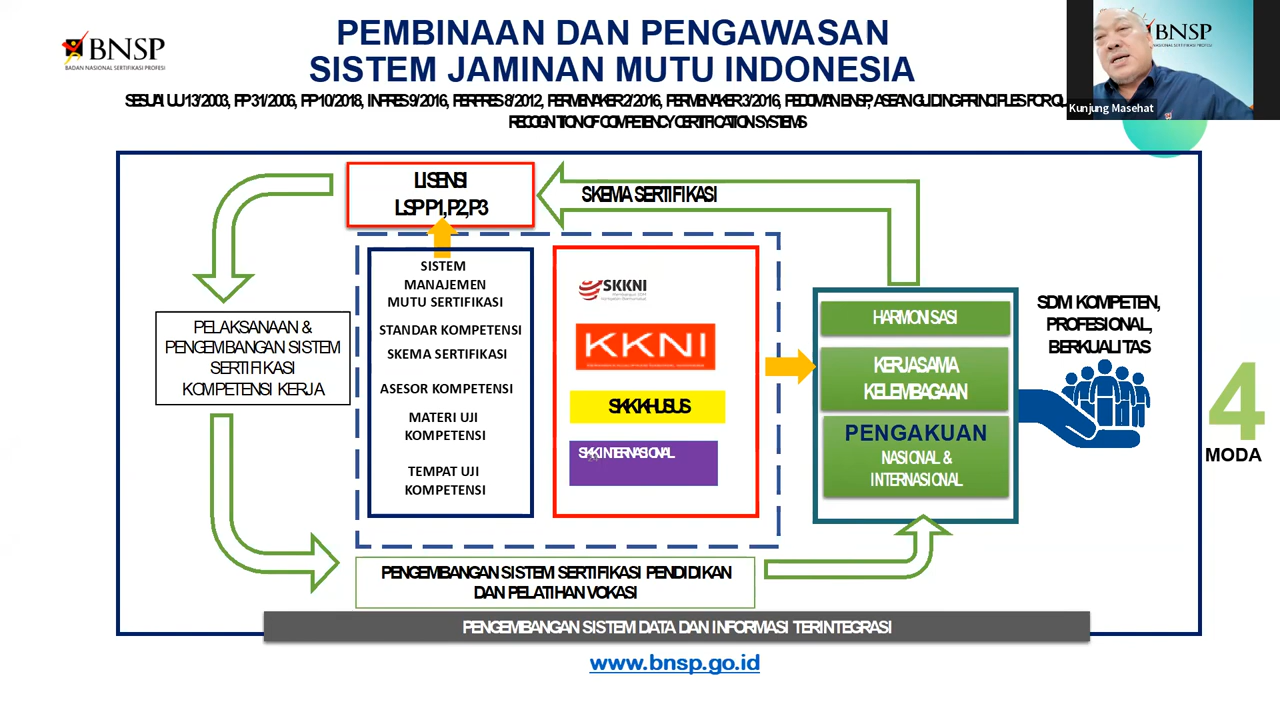 BNSP
BADAN NASIONAL SERTIFIKASI PROFESI
PEMBINAAN DAN PENGAWASAN
SISTEM JAMINAN MUTU INDONESIA
SESUAI UU 13/2003, PP 31/2006, PP 10/2018, INPRES 9/2016, PERPRES 8/2012, PERMENAKER 2/2016, PERMENAKER 3/2016, PEDOMAN BNSP, ASEAN GUIDING PRINCIPLES FOR
RECOGNITION OF COMPETENCY CERTIFICATION SYSTEMS
BNSP
Kunjung Masehat
LISENSI
LSP P1, P2, P3
SKEMA SERTIFIKASI
SISTEM
MANAJEMEN
MUTU SERTIFIKASI
STANDAR KOMPETENSI
SKEMA SERTIFIKASI
ASESOR KOMPETENSI
MATERI UJI
KOMPETENSI
TEMPAT UJI
KOMPETENSI
SKKNI
KKNI
SKK KHUSUS
SKK INTERNASIONAL
PELAKSANAAN &
PENGEMBANGAN SISTEM
SERTIFIKASI
KOMPETENSI KERJA
HARMONISASI
KERJASAMA
KELEMBAGAAN
PENGAKUAN
NASIONAL &
INTERNASIONAL
SDM KOMPETEN,
PROFESIONAL,
BERKUALITAS
4
MODA
PENGEMBANGAN SISTEM SERTIFIKASI PENDIDIKAN
DAN PELATIHAN VOKASI
PENGEMBANGAN SISTEM DATA DAN INFORMASI TERINTEGRASI
www.bnsp.go.id